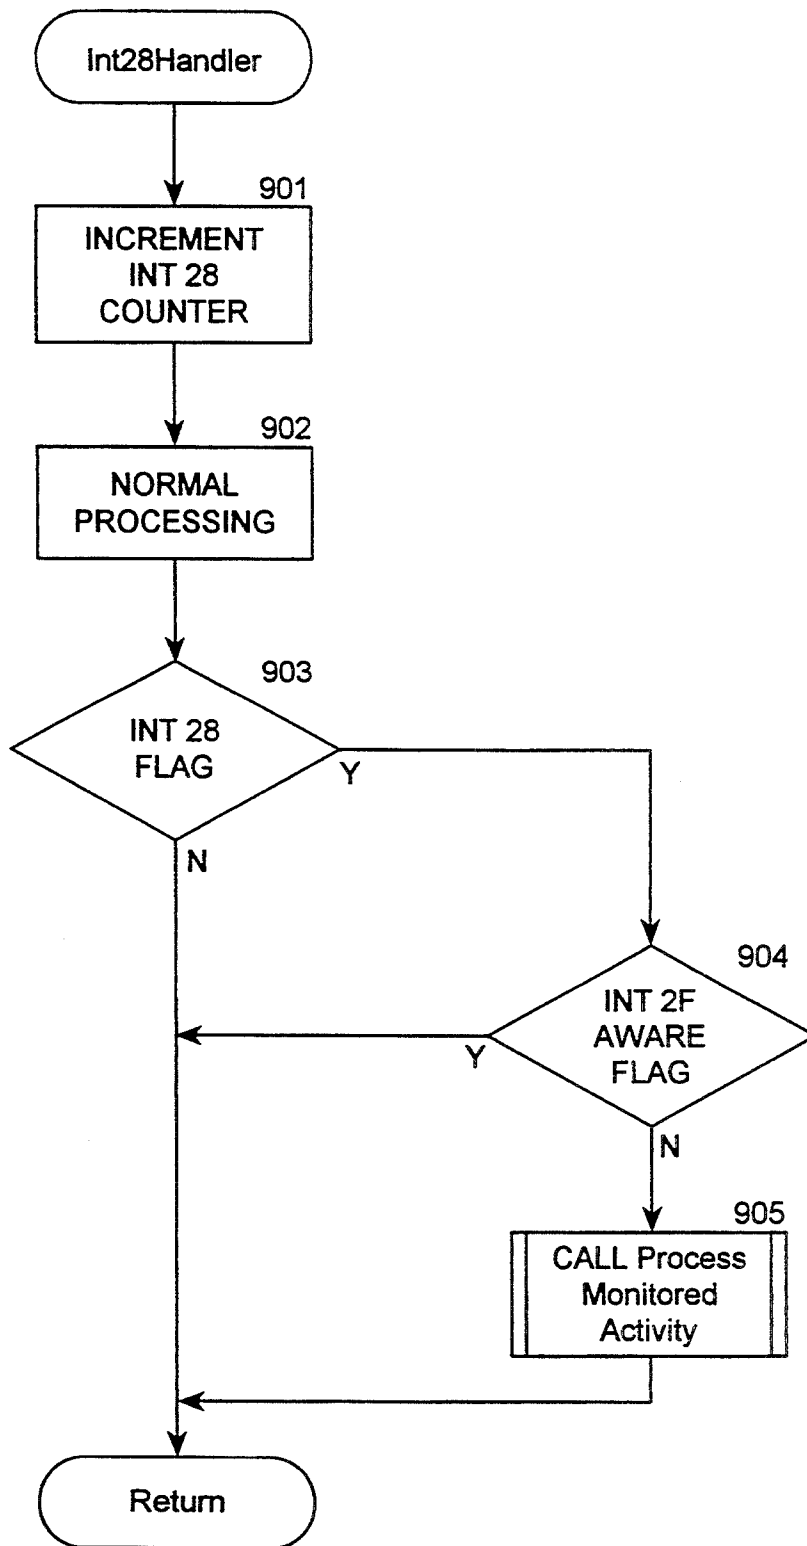 Int28Handler
901
INCREMENT
INT 28
COUNTER
902
NORMAL
PROCESSING
903
INT 28
FLAG
Y
N
904
INT 2F
AWARE
FLAG
Y
N
905
CALL Process
Monitored
Activity
Return